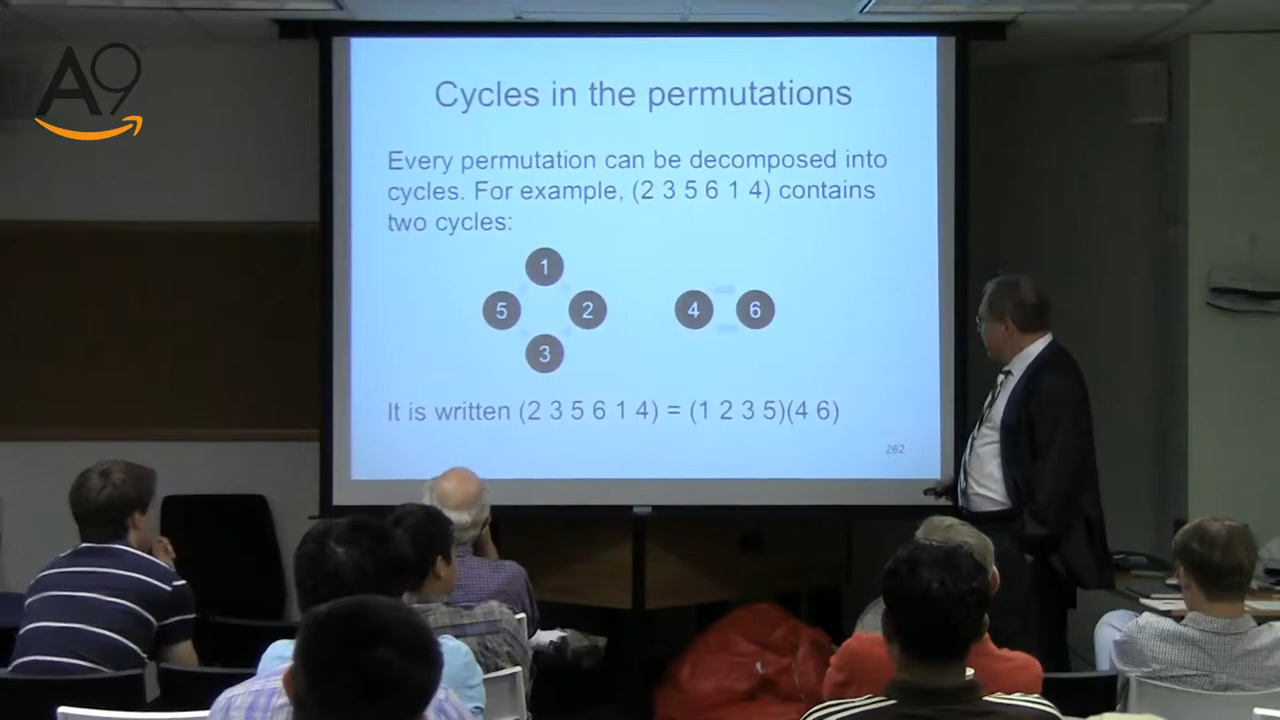 A9
Cycles in the permutations
Every permutation can be decomposed into
cycles. For example, (2 3 5 6 1 4) contains
two cycles:
1
5 2 4 6
3
It is written (2 3 5 6 1 4) = (1 2 3 5)(4 6)
262